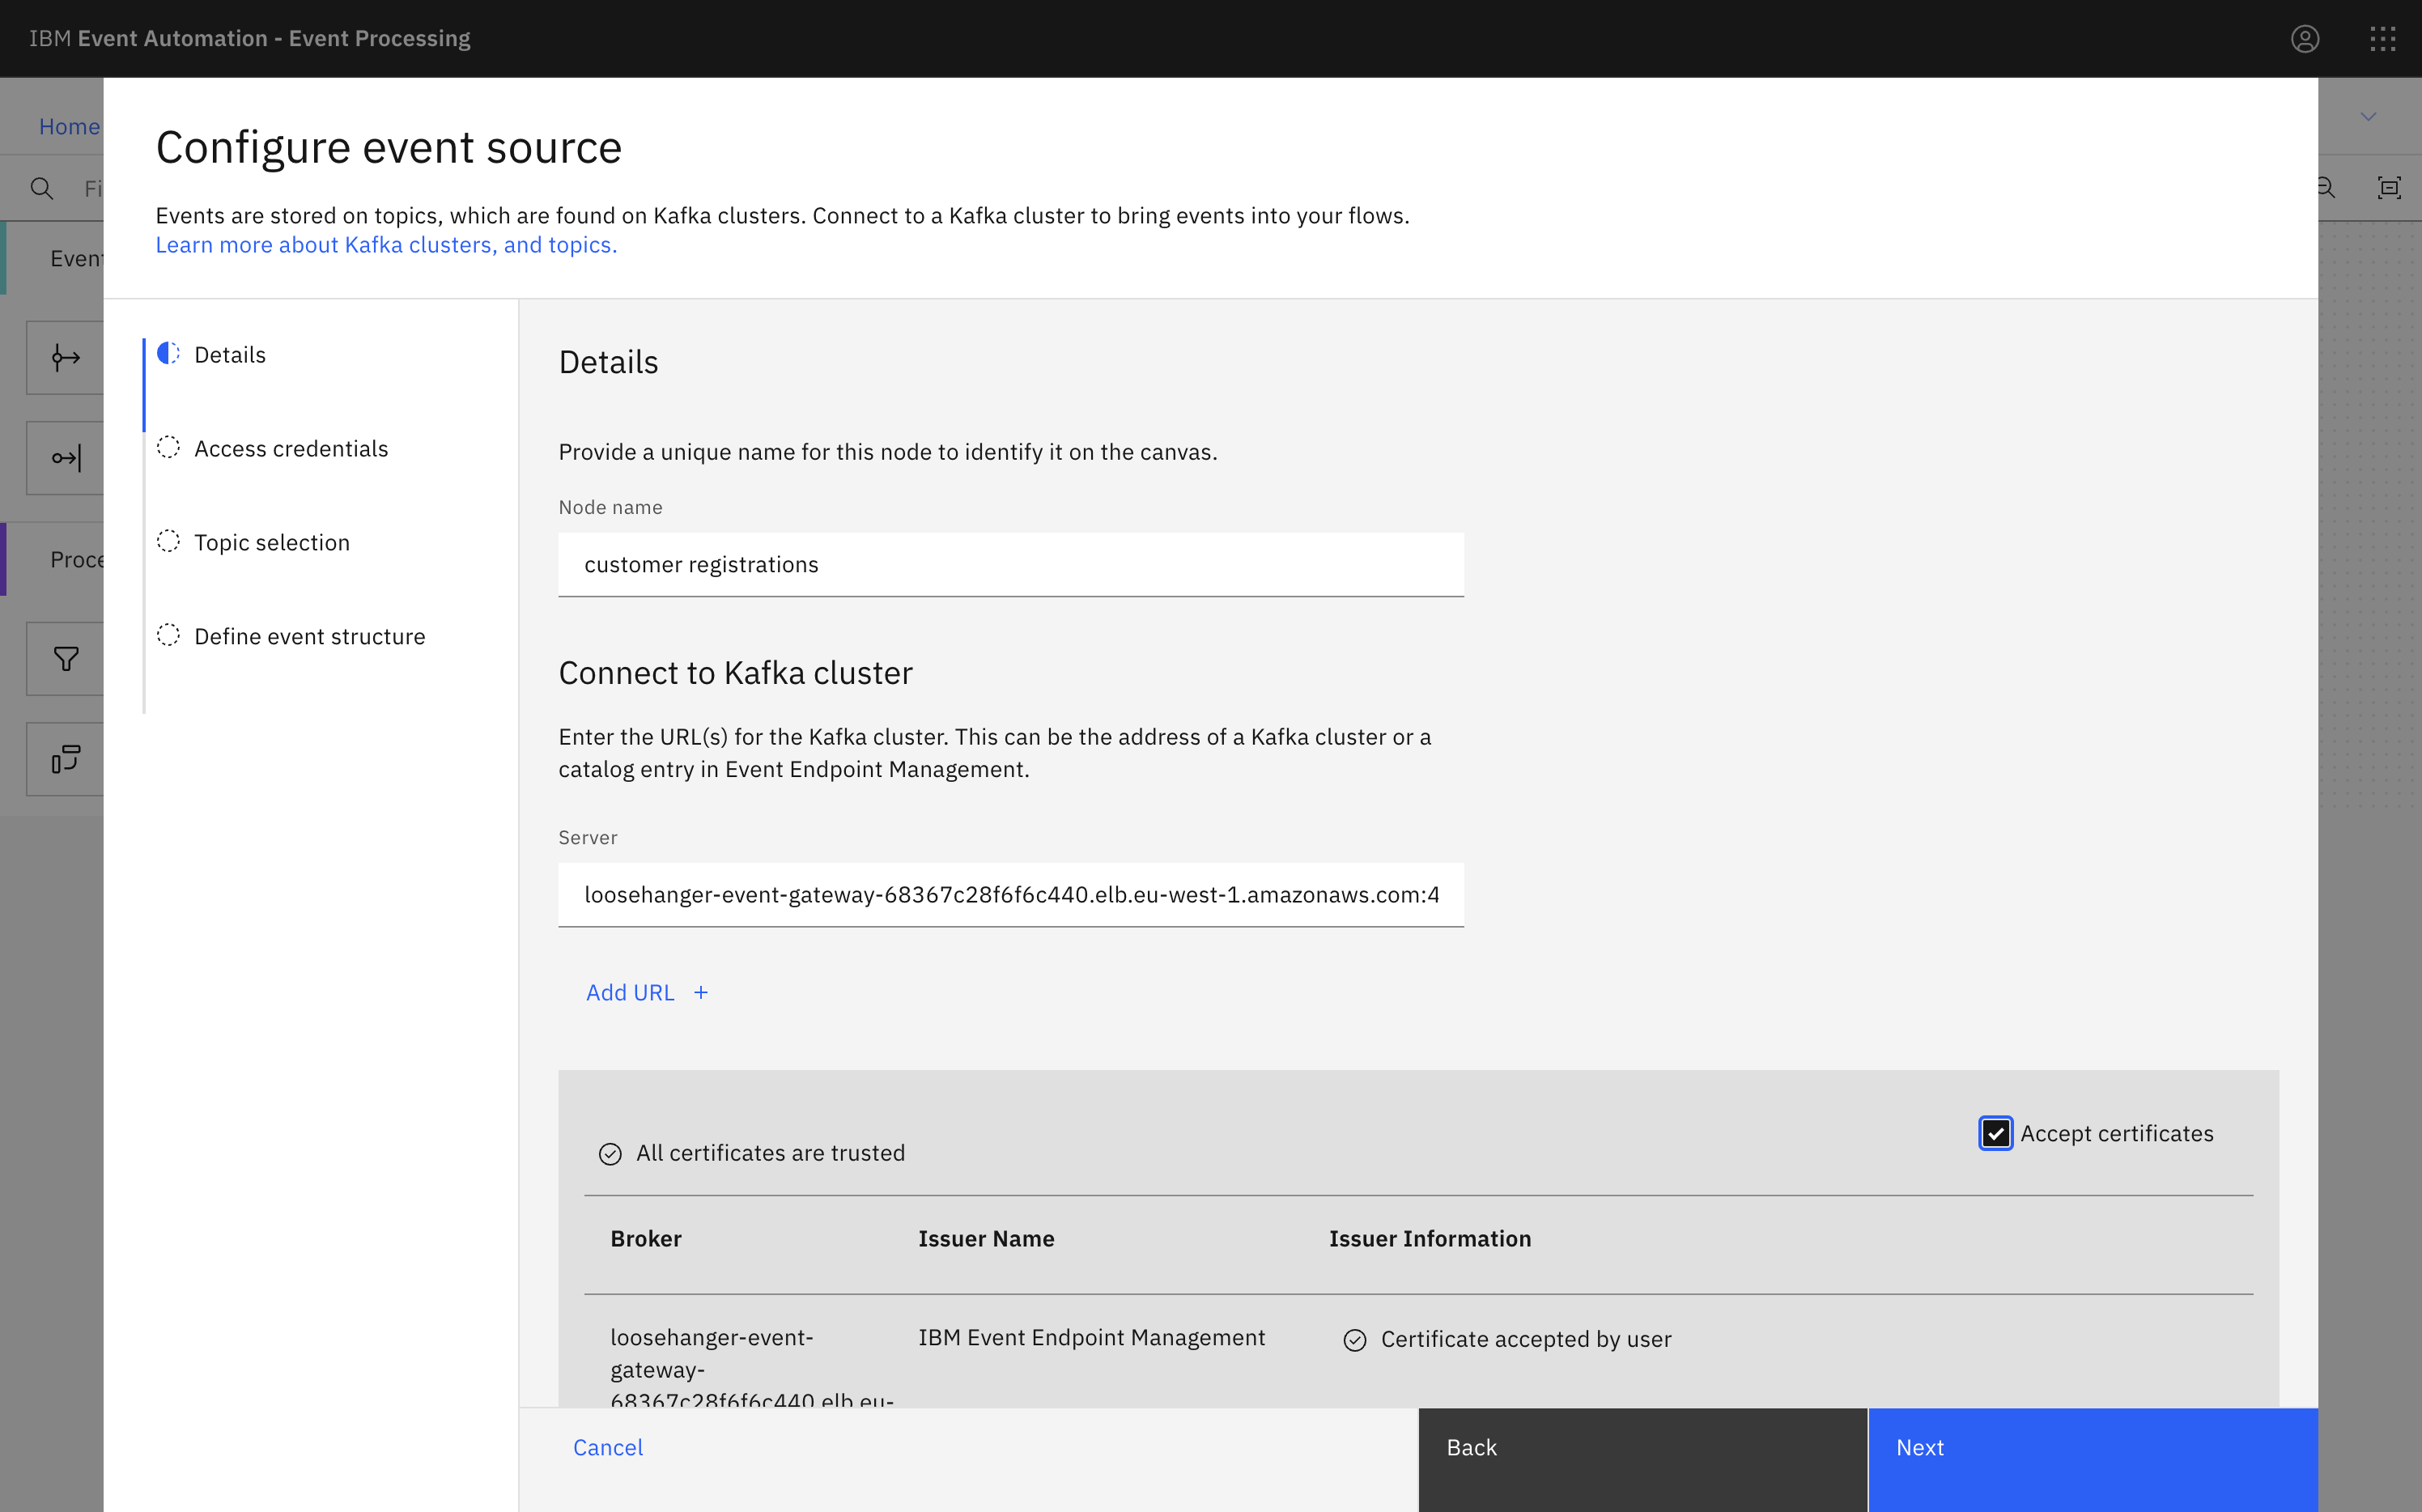 IBM Event Automation - Event Processing
Home
Configure event source
Events are stored on topics, which are found on Kafka clusters. Connect to a Kafka cluster to bring events into your flows.
Learn more about Kafka clusters, and topics.
Details
Access credentials
Topic selection
Define event structure
Details
Provide a unique name for this node to identify it on the canvas.
Node name
customer registrations
Connect to Kafka cluster
Enter the URL(s) for the Kafka cluster. This can be the address of a Kafka cluster or a
catalog entry in Event Endpoint Management.
Server
loosehanger-event-gateway-68367c28f6f6c440.elb.eu-west-1.amazonaws.com:4
Add URL +
All certificates are trusted
Accept certificates
Broker Issuer Name Issuer Information
loosehanger-event- IBM Event Endpoint Management Certificate accepted by user
gateway-
68367c28f6f6c440.elb.eu-
Cancel
Back
Next